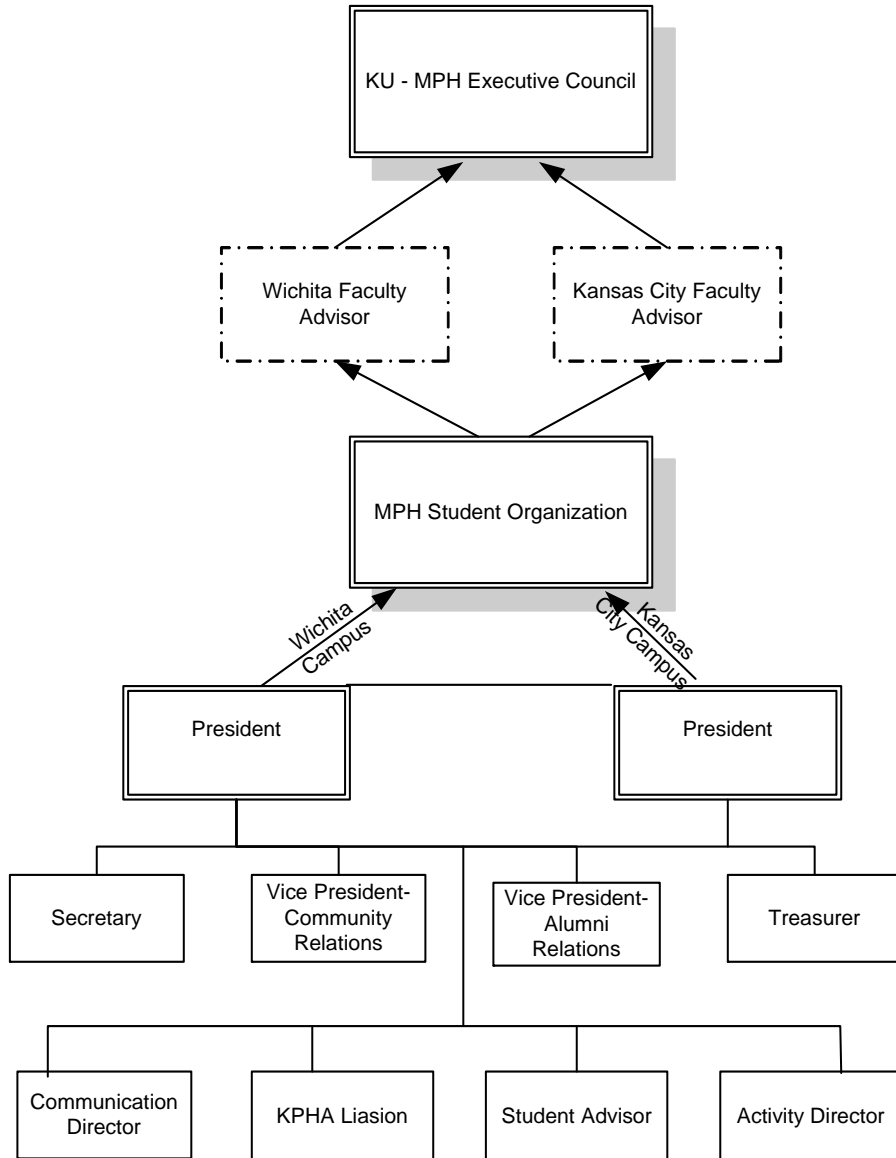 KU - MPH Executive Council
Wichita Faculty
Advisor
Kansas City Faculty
Advisor
MPH Student Organization
Wichita
Campus
Kansas
City Campus
President
President
Secretary
Vice President-
Community
Relations
Vice President-
Alumni
Relations
Treasurer
Communication
Director
KPHA Liasion
Student Advisor
Activity Director